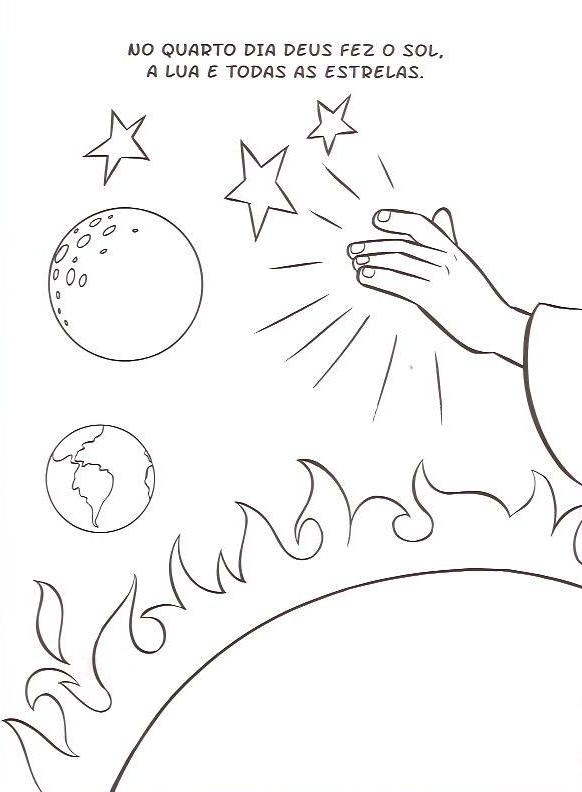 NO QUARTO DIA DEUS FEZ O SOL,
A LUA E TODAS AS ESTRELAS.